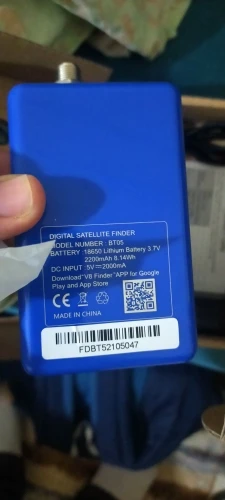 DIGITAL SATELLITE FINDER
MODEL NUMBER : BT05
BATTERY : 18650 Lithium Battery 3.7V
2200mAh 8.14Wh
DC INPUT : 5V⎓2000mA
Download"V8 Finder"APP for Google
Play and App Store
CE
MADE IN CHINA
FDBT52105047